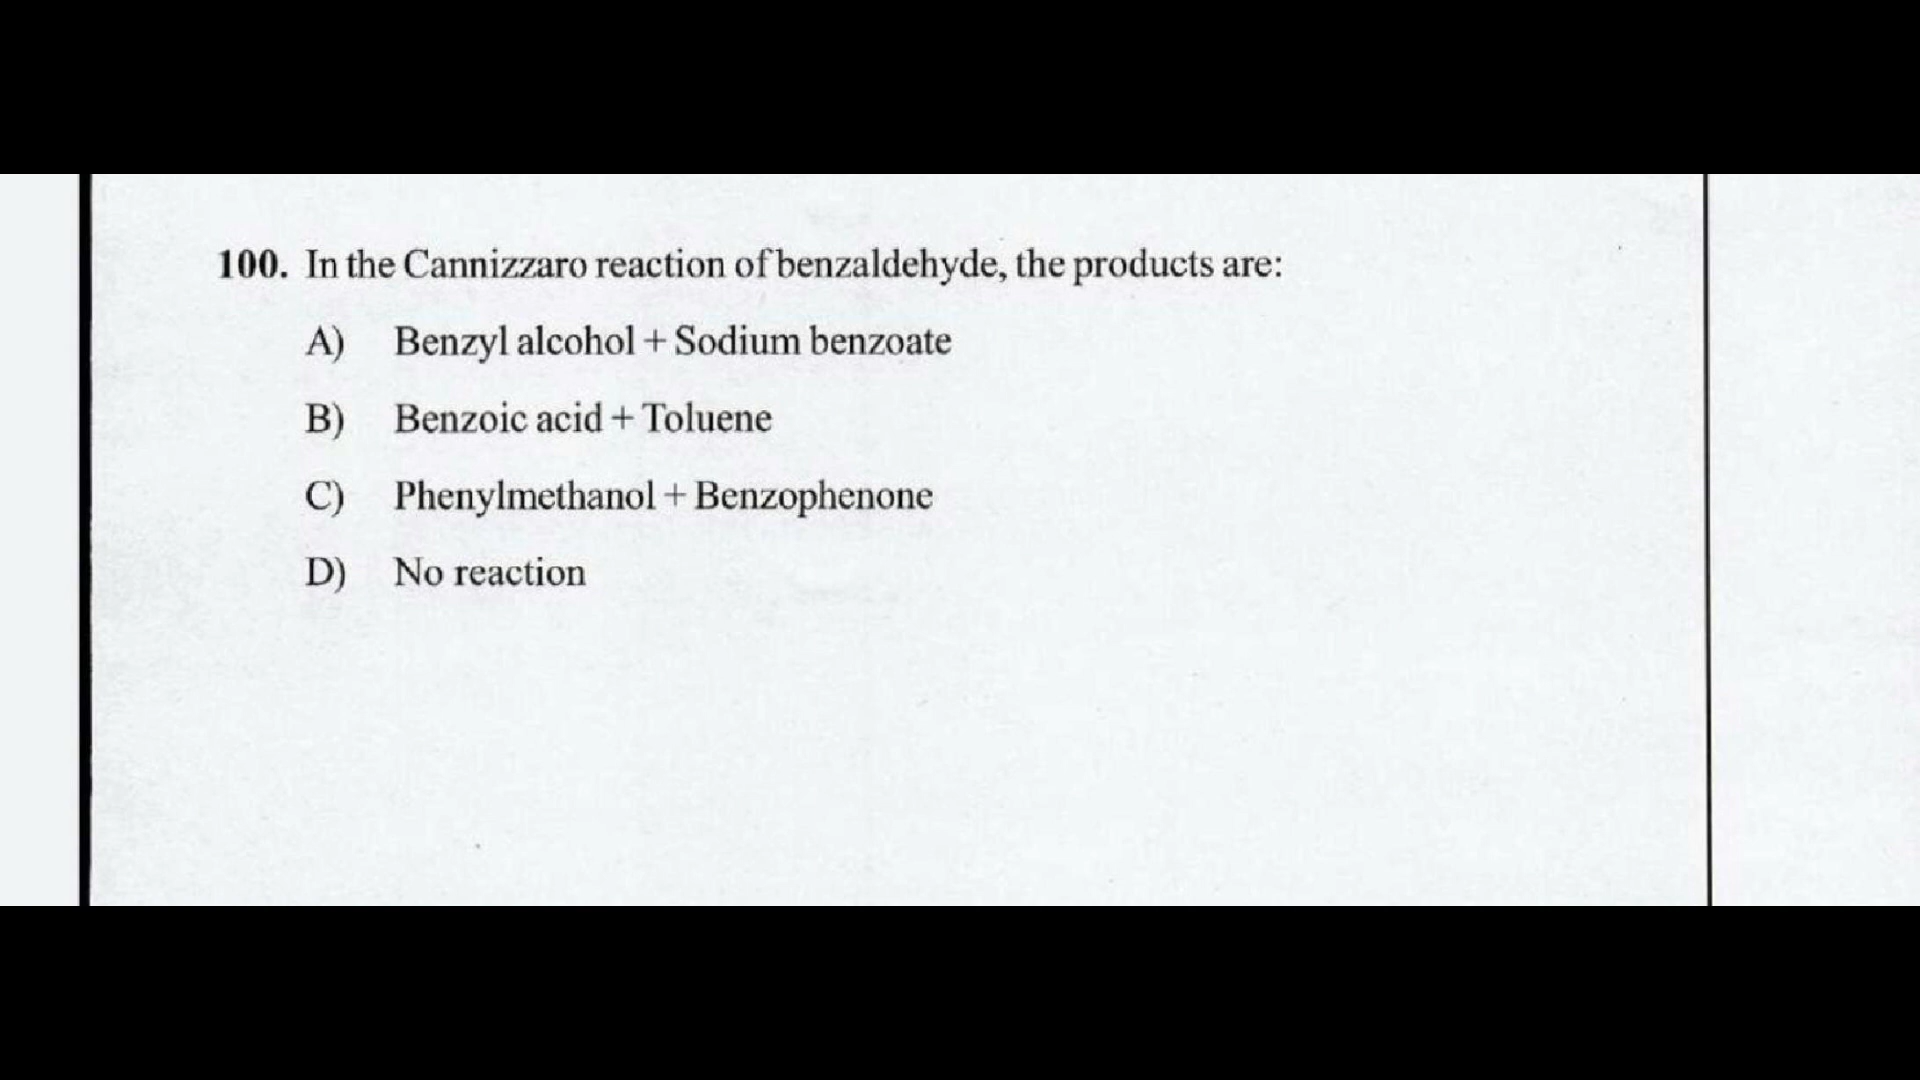 100. In the Cannizzaro reaction of benzaldehyde, the products are:
A) Benzyl alcohol + Sodium benzoate
B) Benzoic acid + Toluene
C) Phenylmethanol + Benzophenone
D) No reaction